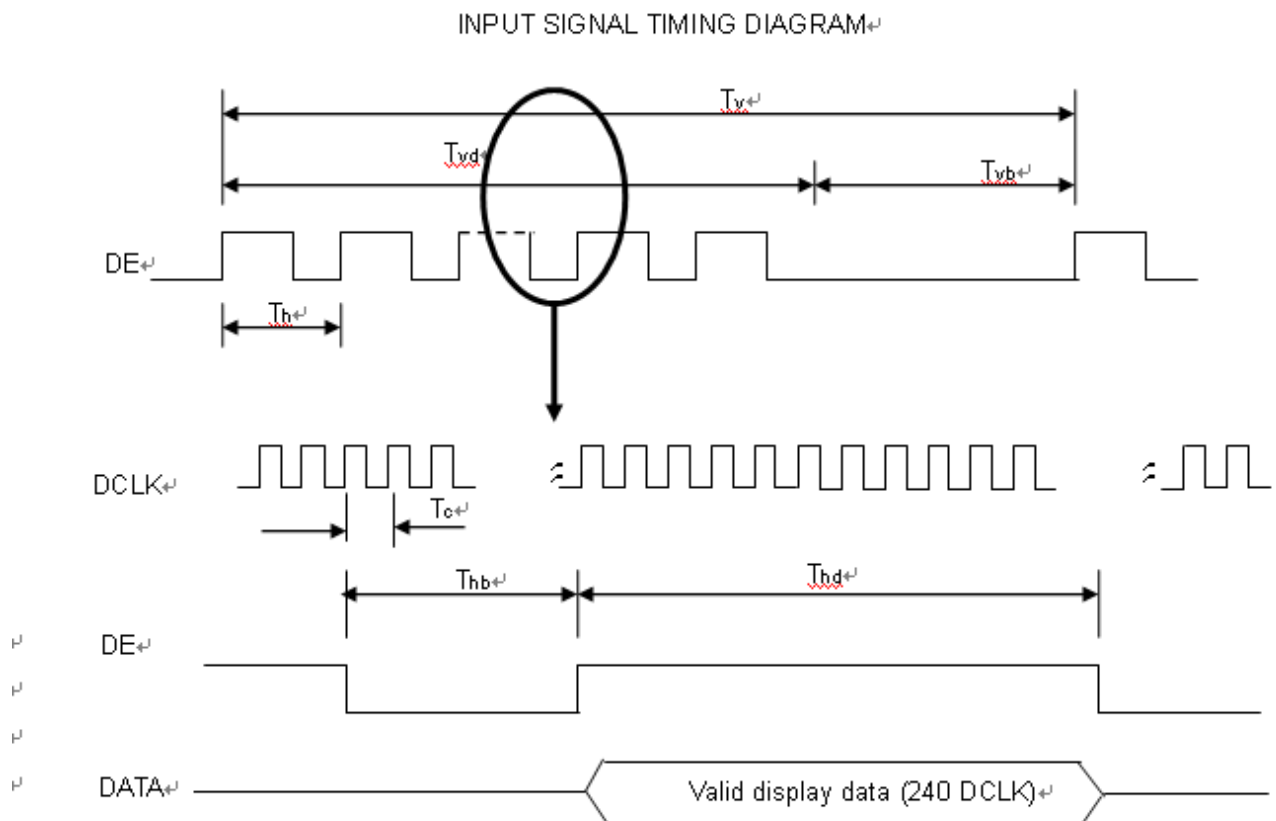 INPUT SIGNAL TIMING DIAGRAM
Tv
Tvd
Tvb
DE
Th
DCLK
Tc
Thb
Thd
DE
DATA
Valid display data (240 DCLK)